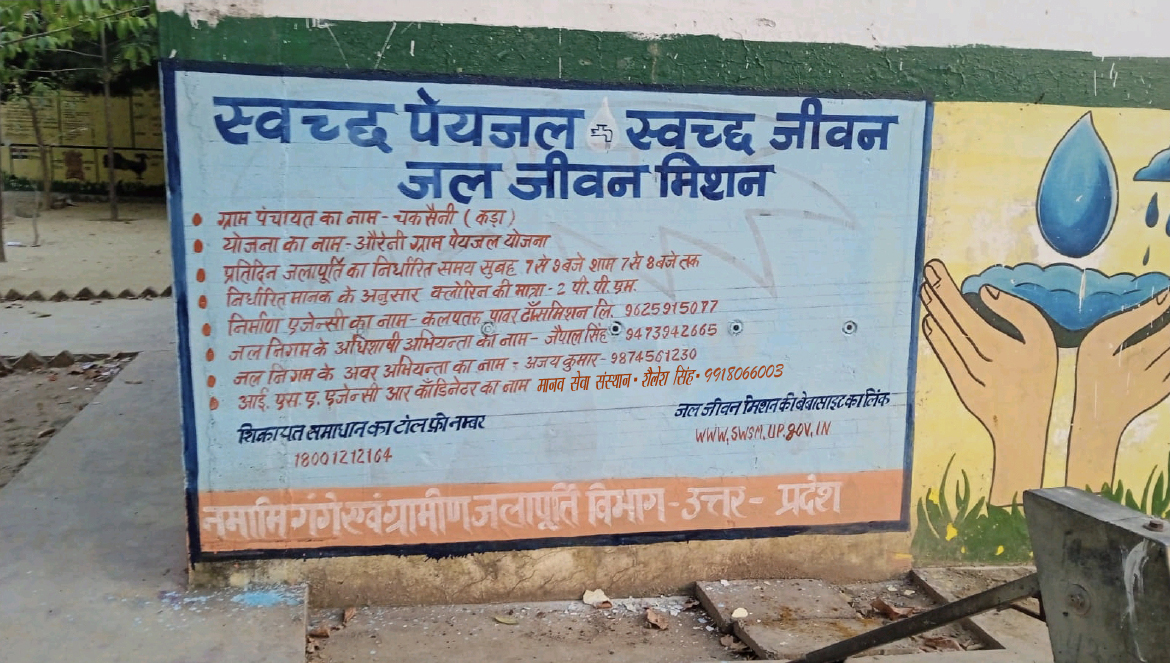 स्वच्छ पेयजल स्वच्छ जीवन
जल जीवन मिशन
ग्राम पंचायत का नाम - चक सैनी ( कड़ा )
योजना का नाम - औरैनी ग्राम पेयजल योजना
प्रतिदिन जलापूर्ति का निर्धारित समय सुबह 7 से 9 बजे शाम 7 से 8 बजे तक
निर्धारित मानक के अनुसार क्लोरिन की मात्रा - 2 पी. पी. एम.
निर्माण एजेन्सी का नाम - कलपतरु पावर ट्रॉंसमिशन लि. 9625915077
जल निगम के अधिशाषी अभियन्ता का नाम - जैपाल सिंह - 9473942665
जल निगम के अवर अभियन्ता का नाम - अजय कुमार - 9874561230
आई. एस. ए. एजेन्सी आर कॉडिनेटर का नाम मानव सेवा संस्थान • शैलेश सिंह • 9918066003
शिकायत समाधान का टॉल फ्री नम्बर
18001212164
जल जीवन मिशन की बेवासाइट का लिंक
WWW.SWSM.UP.GOV.IN
नमामि गंगे एवं ग्रामीण जलापूर्ति विभाग - उत्तर - प्रदेश